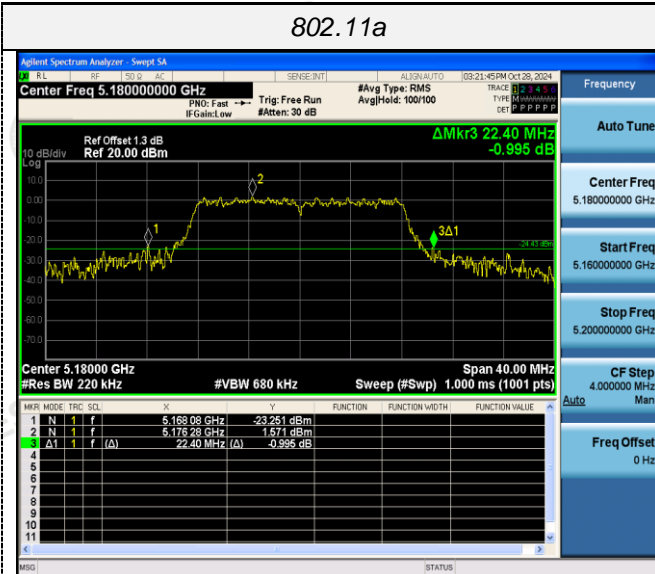 802.11a
Agilent Spectrum Analyzer - Swept SA
RL RF 50 Ω AC SENSE:INT ALIGNAUTO 03:21:45PM Oct 28, 2024
Center Freq 5.180000000 GHz
PNO: Fast
IFGain:Low
Trig: Free Run
#Atten: 30 dB
#Avg Type: RMS
Avg|Hold: 100/100
TRACE 1 2 3 4 5 6
TYPE M
DET P P P P P P
Ref Offset 1.3 dB
10 dB/div Ref 20.00 dBm
Log
ΔMkr3 22.40 MHz
-0.995 dB
10.0
0.00
-10.0
-20.0
-30.0
-40.0
-50.0
-60.0
-70.0
1
2
3Δ1
-24.43 dBm
Center 5.18000 GHz Span 40.00 MHz
#Res BW 220 kHz #VBW 680 kHz Sweep (#Swp) 1.000 ms (1001 pts)
MKR MODE TRC SCL X Y FUNCTION FUNCTION WIDTH FUNCTION VALUE
1 N 1 f 5.168 08 GHz -23.251 dBm
2 N 1 f 5.176 28 GHz 1.571 dBm
3 Δ1 1 f (Δ) 22.40 MHz (Δ) -0.995 dB
4
5
6
7
8
9
10
11
MSG STATUS
Frequency
Auto Tune
Center Freq
5.180000000 GHz
Start Freq
5.160000000 GHz
Stop Freq
5.200000000 GHz
CF Step
4.000000 MHz
Auto Man
Freq Offset
0 Hz